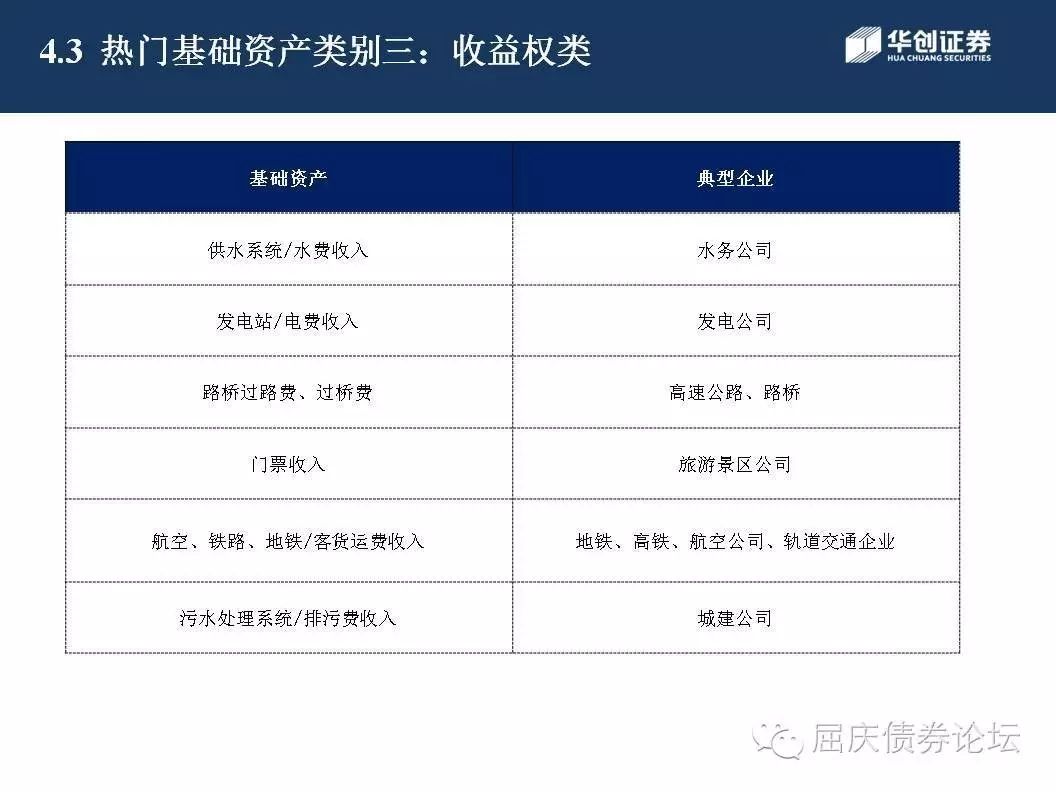 4.3 热门基础资产类别三：收益权类
华创证券
HUA CHUANG SECURITIES
基础资产 典型企业
供水系统/水费收入 水务公司
发电站/电费收入 发电公司
路桥过路费、过桥费 高速公路、路桥
门票收入 旅游景区公司
航空、铁路、地铁/客货运费收入 地铁、高铁、航空公司、轨道交通企业
污水处理系统/排污费收入 城建公司
屈庆债券论坛